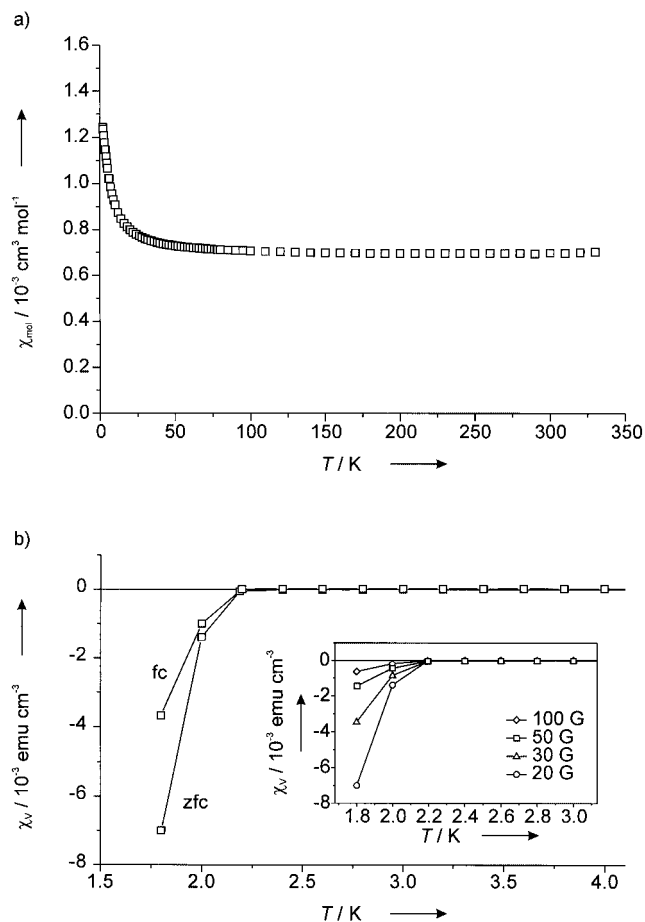 a)
1.6
1.4
1.2
1.0
0.8
0.6
0.4
0.2
0.0
χmol / 10⁻³ cm³ mol⁻¹
0 50 100 150 200 250 300 350
T / K
b)
0
-2
-4
-6
-8
χV / 10⁻³ emu cm⁻³
fc
zfc
0
-2
-4
-6
-8
χV / 10⁻³ emu cm⁻³
100 G
50 G
30 G
20 G
1.8 2.0 2.2 2.4 2.6 2.8 3.0
T / K
1.5 2.0 2.5 3.0 3.5 4.0
T / K